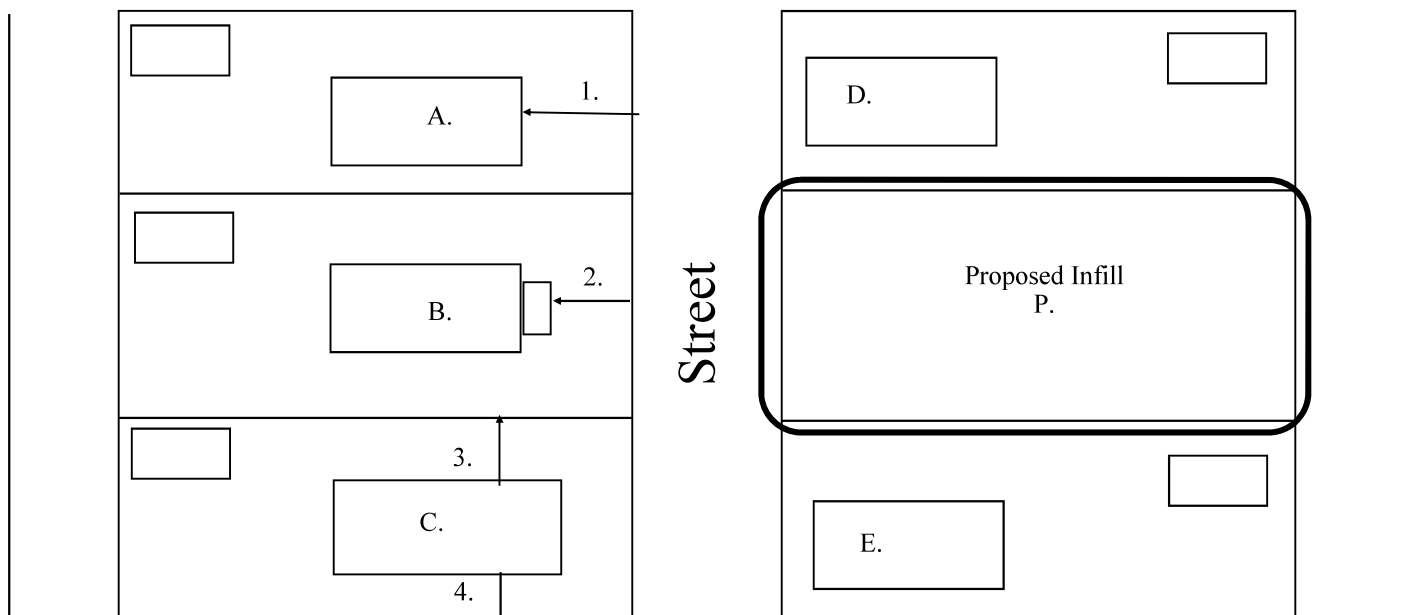 1.
A.
D.
2.
B.
Street
Proposed Infill
P.
3.
C.
E.
4.